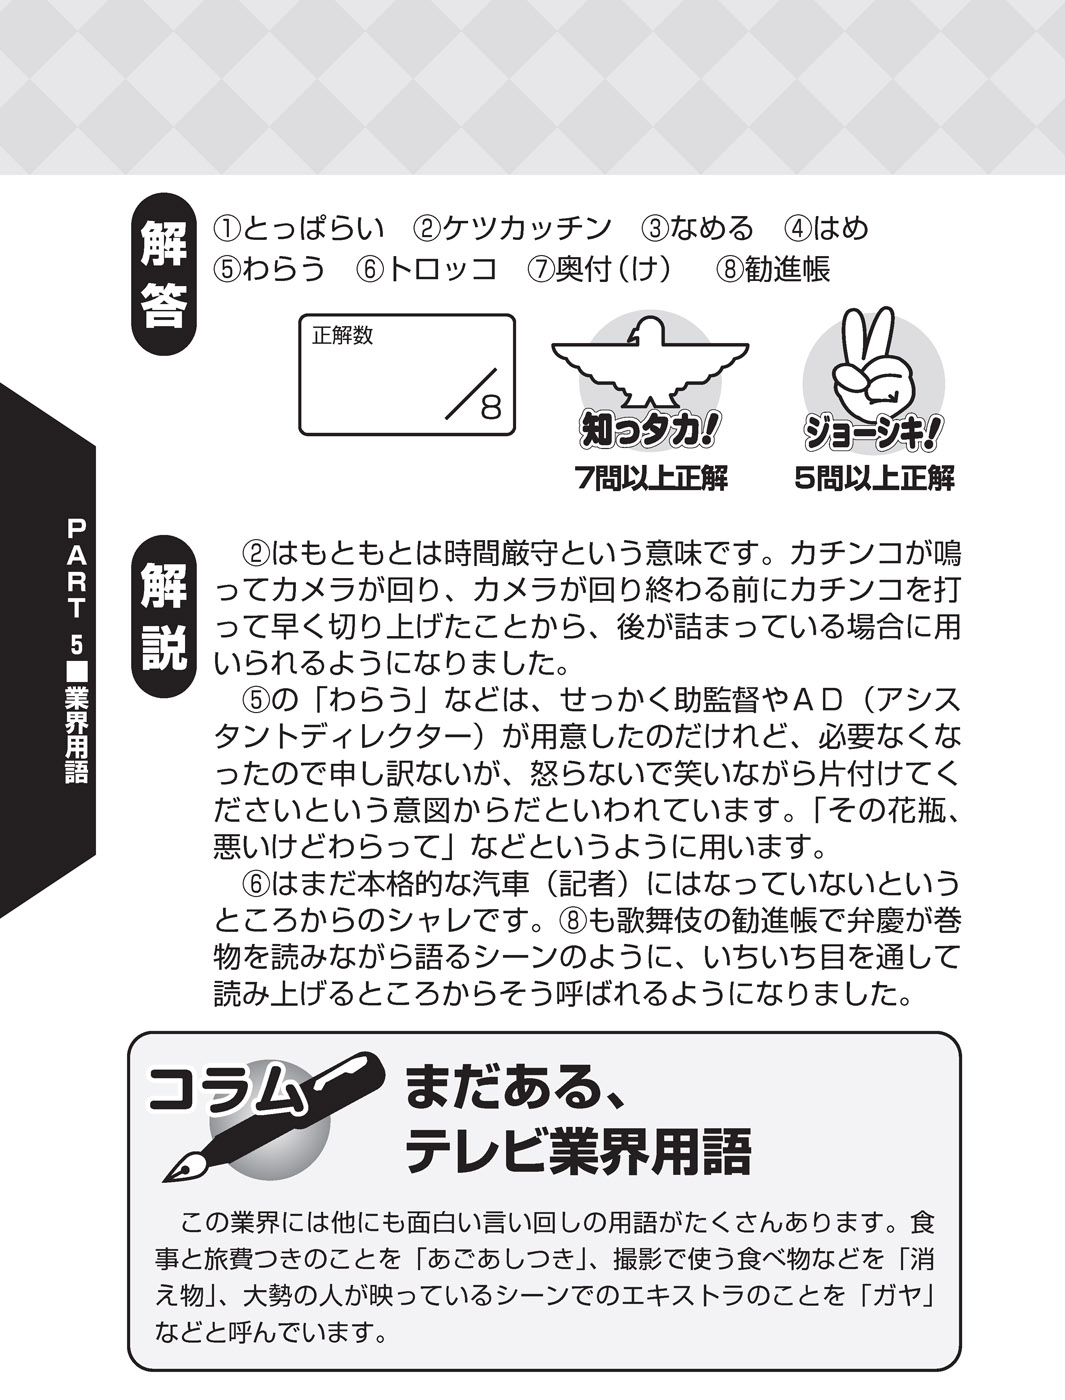 解答
①とっぱらい　②ケツカッチン　③なめる　④はめ
⑤わらう　⑥トロッコ　⑦奥付（け）　⑧勧進帳
正解数
／8
知っタカ！
7問以上正解
ジョーシキ！
5問以上正解
PART 5■業界用語
解説
　②はもともとは時間厳守という意味です。カチンコが鳴
ってカメラが回り、カメラが回り終わる前にカチンコを打
って早く切り上げたことから、後が詰まっている場合に用
いられるようになりました。
　⑤の「わらう」などは、せっかく助監督やＡＤ（アシス
タントディレクター）が用意したのだけれど、必要なくな
ったので申し訳ないが、怒らないで笑いながら片付けてく
ださいという意図からだといわれています。「その花瓶、
悪いけどわらって」などというように用います。
　⑥はまだ本格的な汽車（記者）にはなっていないという
ところからのシャレです。⑧も歌舞伎の勧進帳で弁慶が巻
物を読みながら語るシーンのように、いちいち目を通して
読み上げるところからそう呼ばれるようになりました。
コラム
まだある、
テレビ業界用語
　この業界には他にも面白い言い回しの用語がたくさんあります。食
事と旅費つきのことを「あごあしつき」、撮影で使う食べ物などを「消
え物」、大勢の人が映っているシーンでのエキストラのことを「ガヤ」
などと呼んでいます。